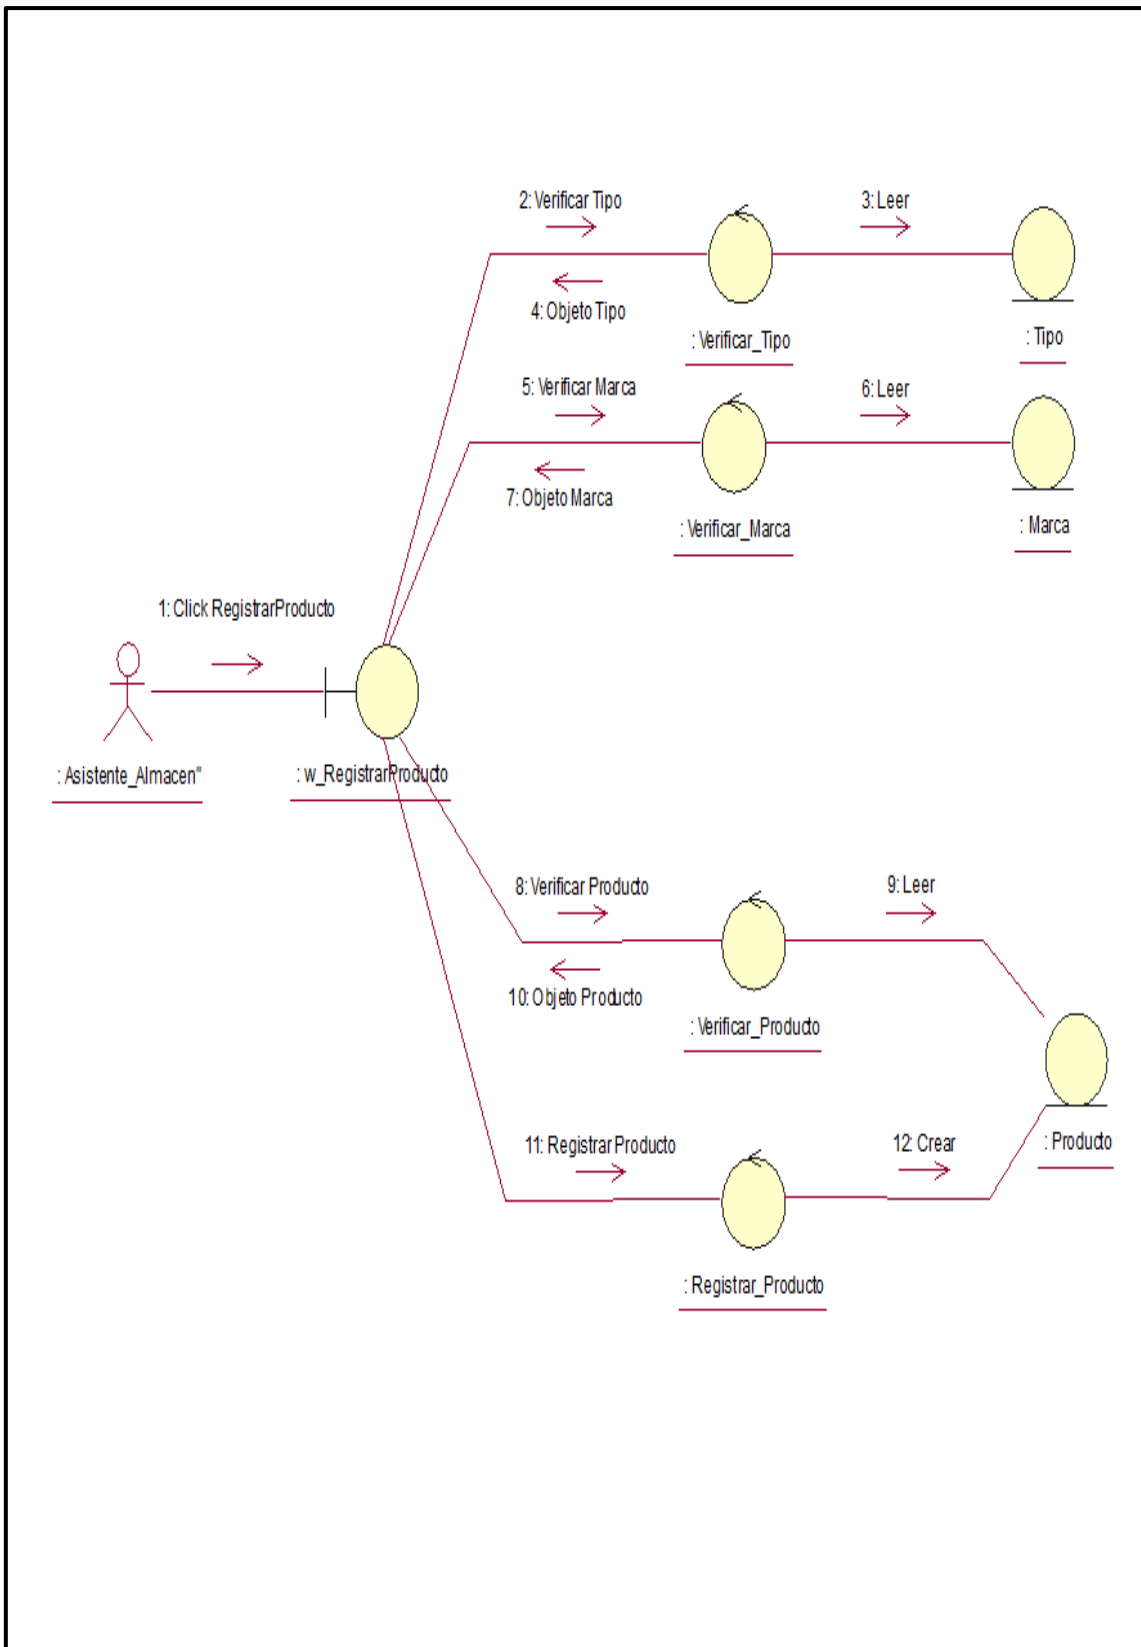 2: Verificar Tipo
3: Leer
4: Objeto Tipo
: Verificar_Tipo
: Tipo
5: Verificar Marca
6: Leer
7: Objeto Marca
: Verificar_Marca
: Marca
1: Click RegistrarProducto
: Asistente_Almacen"
: w_RegistrarProducto
8: Verificar Producto
9: Leer
10: Objeto Producto
: Verificar_Producto
11: Registrar Producto
12: Crear
: Producto
: Registrar_Producto